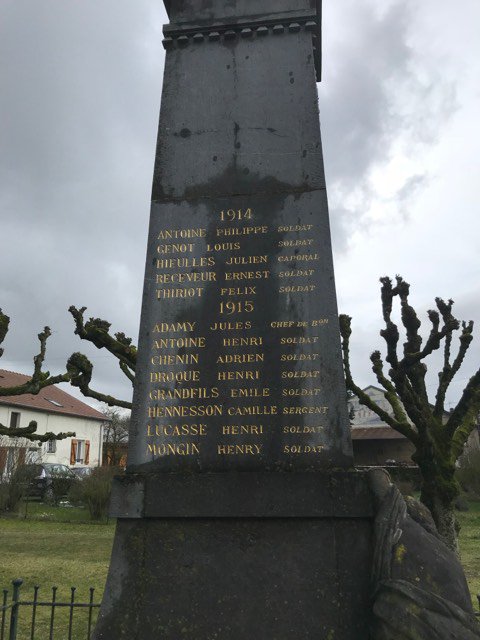 1914
ANTOINE PHILIPPE SOLDAT
GENOT LOUIS SOLDAT
HIEULLES JULIEN CAPORAL
RECEVEUR ERNEST SOLDAT
THIRIOT FELIX SOLDAT
1915
ADAMY JULES CHEF DE Bon
ANTOINE HENRI SOLDAT
CHENIN ADRIEN SOLDAT
DROQUE HENRI SOLDAT
GRANDFILS EMILE SOLDAT
HENNESSON CAMILLE SERGENT
LUCASSE HENRI SOLDAT
MONGIN HENRY SOLDAT